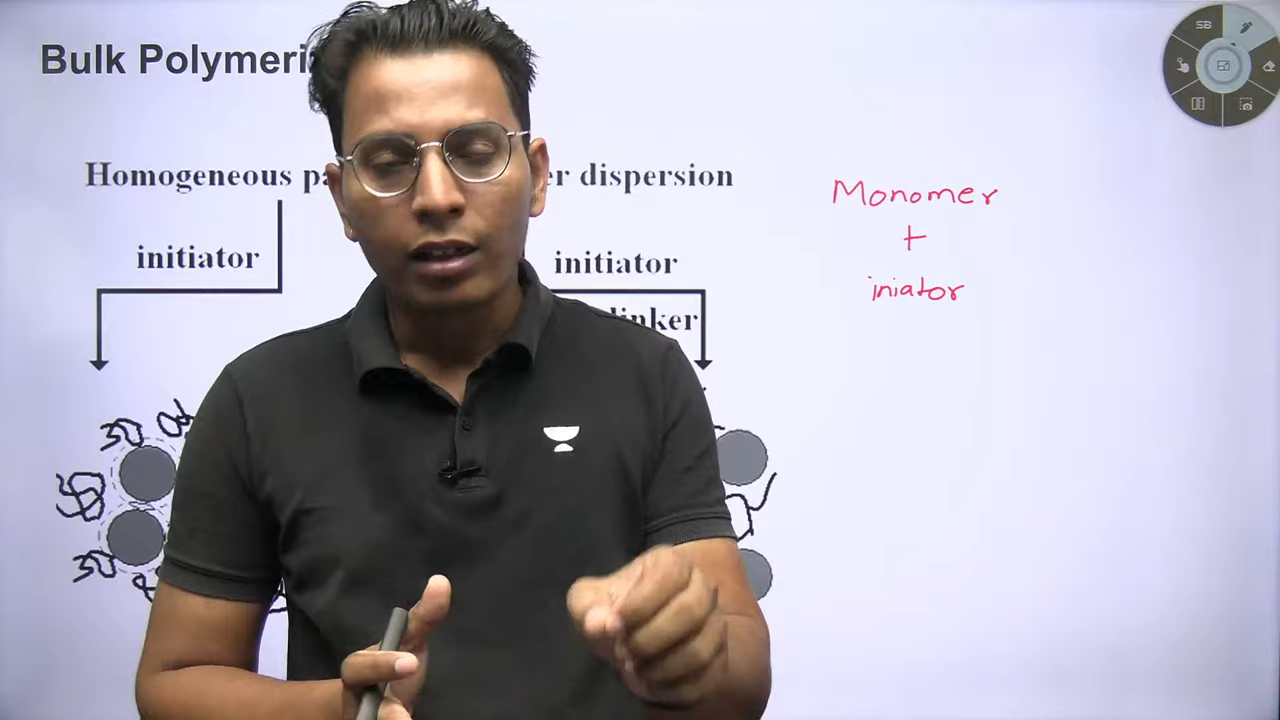 Bulk Polymeri
Homogeneous pa er dispersion
initiator
initiator
linker
Monomer
+
iniator
SB